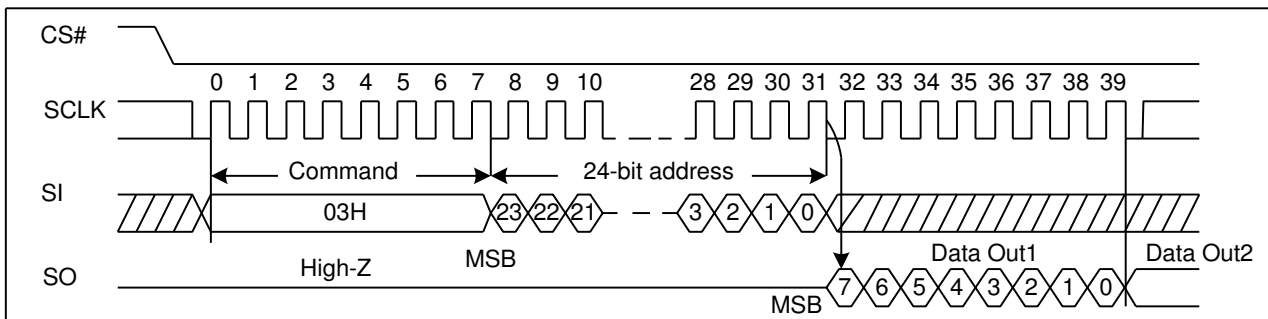 CS#
0 1 2 3 4 5 6 7 8 9 10 28 29 30 31 32 33 34 35 36 37 38 39
SCLK
Command 24-bit address
SI 03H 23 22 21 3 2 1 0
High-Z MSB Data Out1 Data Out2
SO MSB 7 6 5 4 3 2 1 0